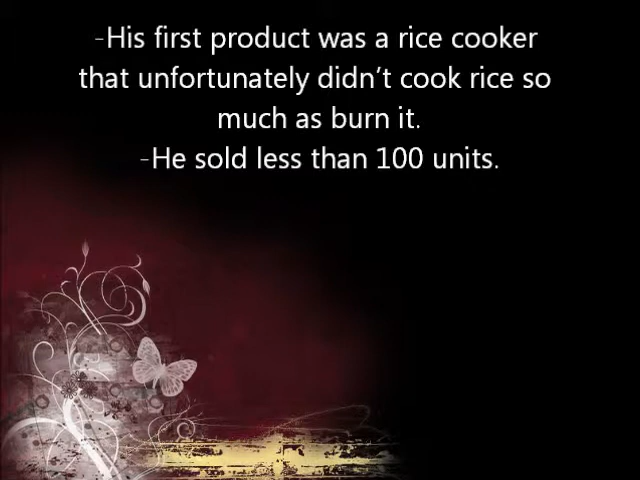 -His first product was a rice cooker
that unfortunately didn’t cook rice so
much as burn it.
-He sold less than 100 units.